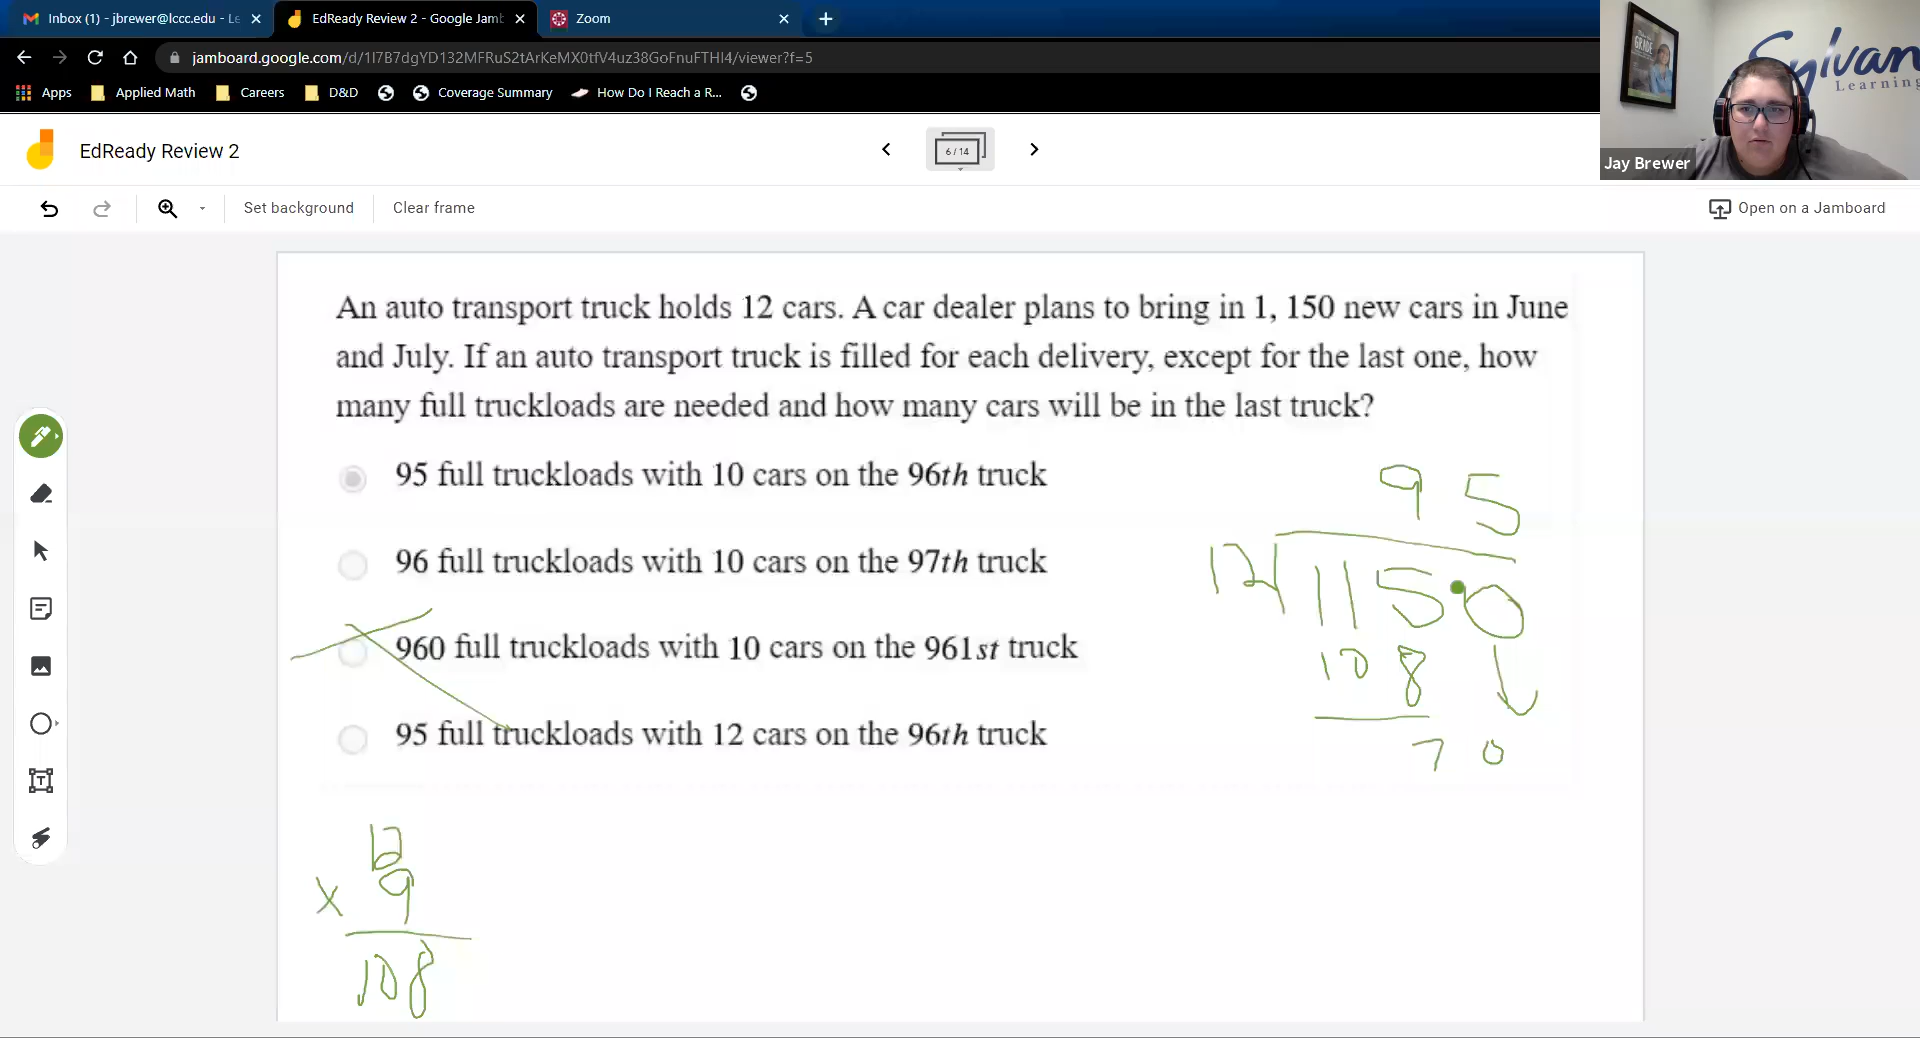 Inbox (1) - jbrewer@lccc.edu - Le
EdReady Review 2 - Google Jamb
Zoom
jamboard.google.com/d/1I7B7dgYD132MFRuS2tArKeMX0tfV4uz38GoFnuFTHI4/viewer?f=5
Apps
Applied Math
Careers
D&D
Coverage Summary
How Do I Reach a R...
GRADE
Sylvan
Learning
Jay Brewer
EdReady Review 2
6 / 14
Set background
Clear frame
Open on a Jamboard
An auto transport truck holds 12 cars. A car dealer plans to bring in 1, 150 new cars in June
and July. If an auto transport truck is filled for each delivery, except for the last one, how
many full truckloads are needed and how many cars will be in the last truck?
95 full truckloads with 10 cars on the 96th truck
96 full truckloads with 10 cars on the 97th truck
960 full truckloads with 10 cars on the 961st truck
95 full truckloads with 12 cars on the 96th truck
95
12 1150
108
70
12
x 9
108